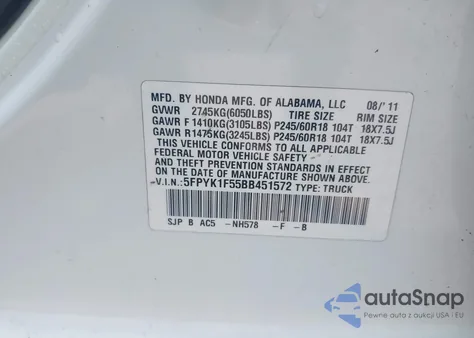 MFD. BY HONDA MFG. OF ALABAMA, LLC 08/'11
GVWR 2745KG(6050LBS) TIRE SIZE RIM SIZE
GAWR F 1410KG(3105LBS) P245/60R18 104T 18X7.5J
GAWR R 1475KG(3245LBS) P245/60R18 104T 18X7.5J
THIS VEHICLE CONFORMS TO ALL APPLICABLE
FEDERAL MOTOR VEHICLE SAFETY
AND THEFT PREVENTION STANDARDS IN EFFECT
ON THE DATE OF MANUFACTURE SHOWN ABOVE.
V.I.N.: 5FPYK1F55BB451572 TYPE: TRUCK
SJP B AC5 -NH578 -F -B
autoSnap
Pewne auta z USA i EU